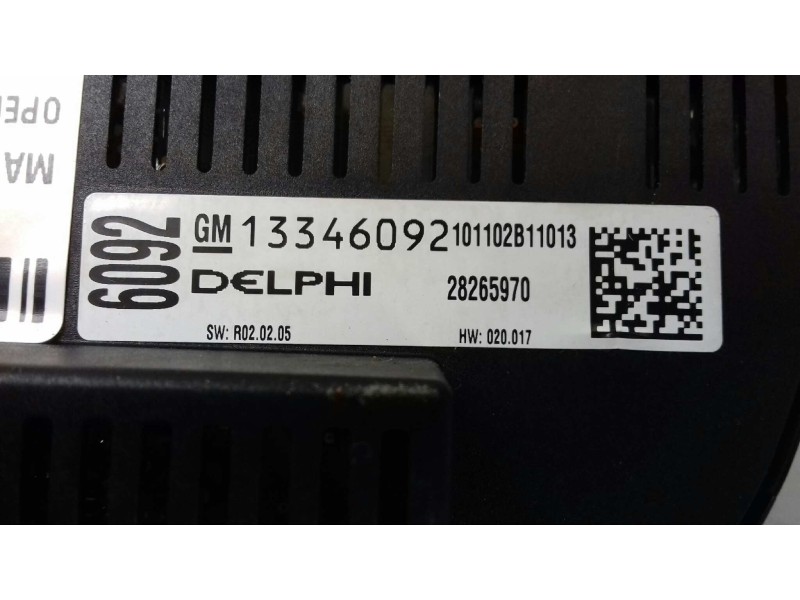 6092
GM 13346092 101102B11013
DELPHI 28265970
SW: R02.02.05 HW: 020.017
MA
OPE